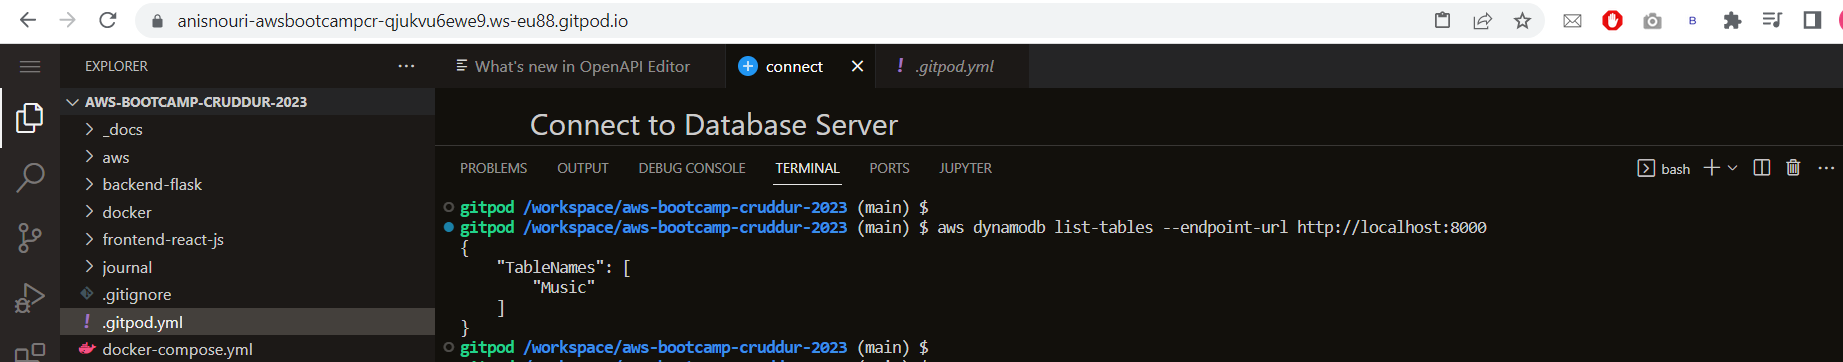 anisnouri-awsbootcampcr-qjukvu6ewe9.ws-eu88.gitpod.io
B
EXPLORER
What's new in OpenAPI Editor
connect
! .gitpod.yml
AWS-BOOTCAMP-CRUDDUR-2023
_docs
aws
backend-flask
docker
frontend-react-js
journal
.gitignore
! .gitpod.yml
docker-compose.yml
Connect to Database Server
PROBLEMS OUTPUT DEBUG CONSOLE TERMINAL PORTS JUPYTER
bash
gitpod /workspace/aws-bootcamp-cruddur-2023 (main) $
gitpod /workspace/aws-bootcamp-cruddur-2023 (main) $ aws dynamodb list-tables --endpoint-url http://localhost:8000
{
"TableNames": [
"Music"
]
}
gitpod /workspace/aws-bootcamp-cruddur-2023 (main) $